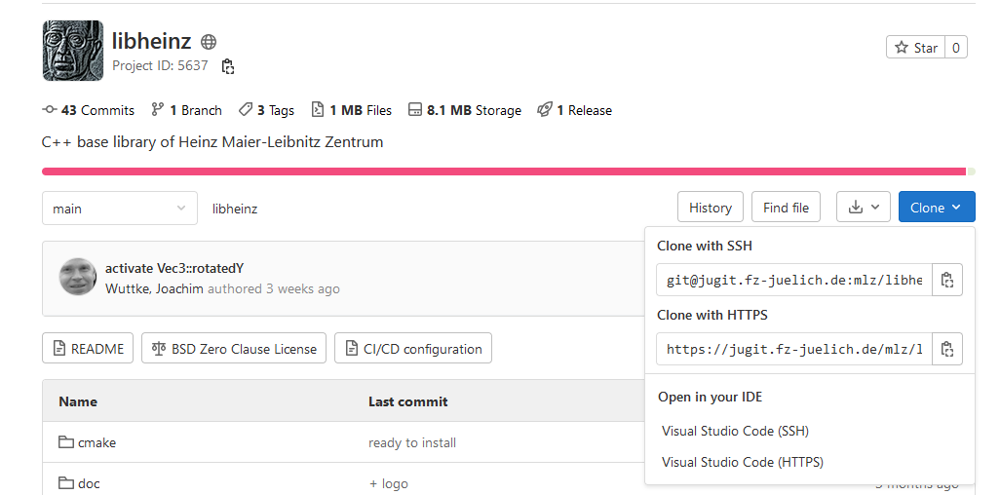 libheinz
Project ID: 5637
Star 0
43 Commits 1 Branch 3 Tags 1 MB Files 8.1 MB Storage 1 Release
C++ base library of Heinz Maier-Leibnitz Zentrum
main libheinz History Find file Clone
Clone with SSH
git@jugit.fz-juelich.de:mlz/libhe
Clone with HTTPS
https://jugit.fz-juelich.de/mlz/l
Open in your IDE
Visual Studio Code (SSH)
Visual Studio Code (HTTPS)
activate Vec3::rotatedY
Wuttke, Joachim authored 3 weeks ago
README BSD Zero Clause License CI/CD configuration
Name Last commit
cmake ready to install
doc + logo 3 months ago